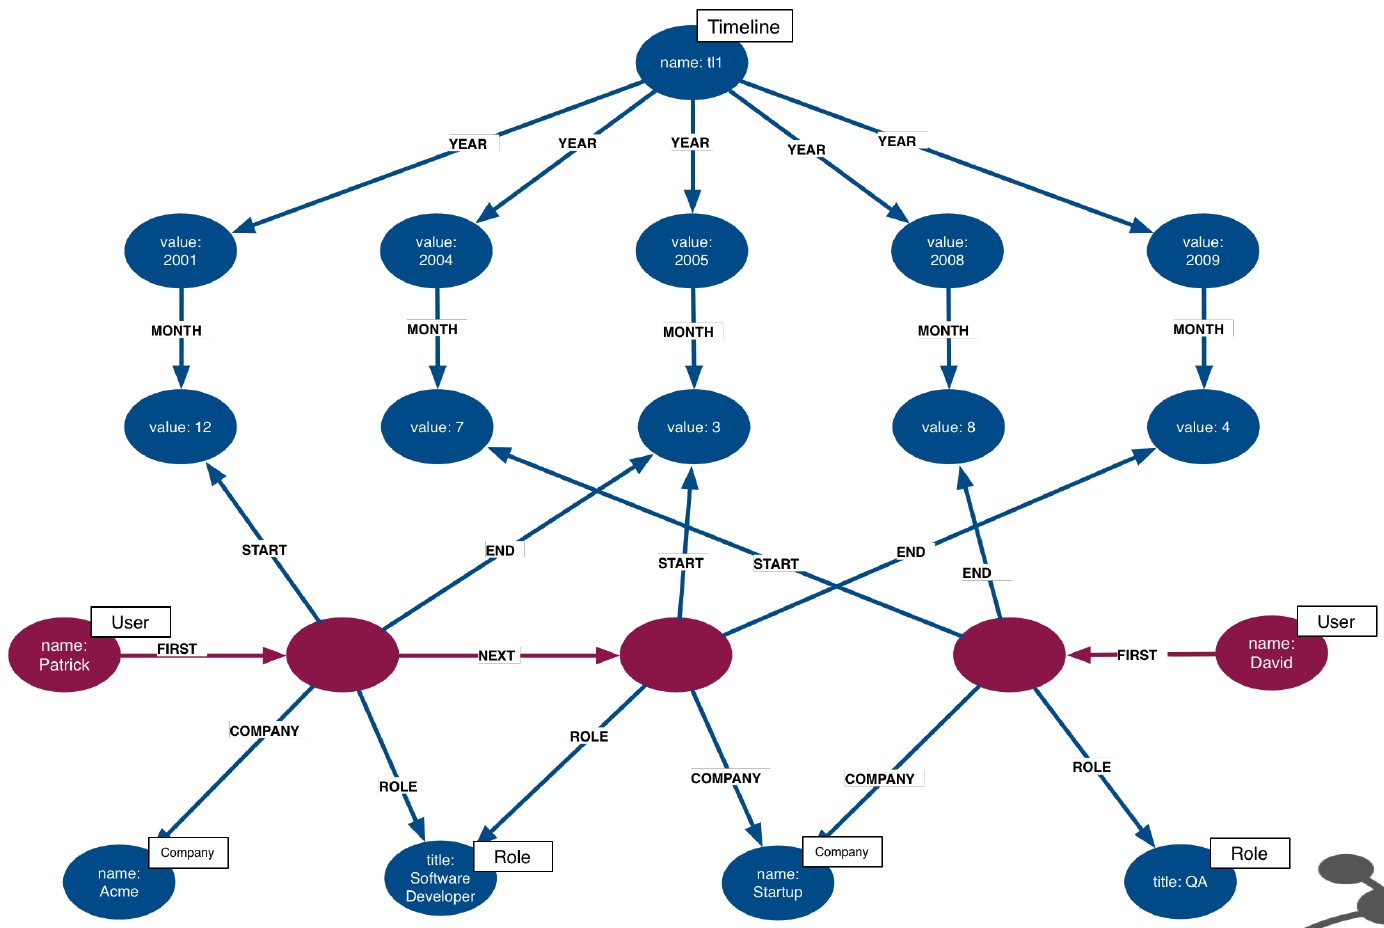 Timeline
name: tl1
YEAR
YEAR
YEAR
YEAR
YEAR
value:
2001
value:
2004
value:
2005
value:
2008
value:
2009
MONTH
MONTH
MONTH
MONTH
MONTH
value: 12
value: 7
value: 3
value: 8
value: 4
START
END
START
START
END
END
User
name:
Patrick
FIRST
NEXT
FIRST
User
name:
David
COMPANY
ROLE
ROLE
COMPANY
COMPANY
ROLE
Company
name:
Acme
title:
Software
Developer
Role
Company
name:
Startup
Role
title: QA